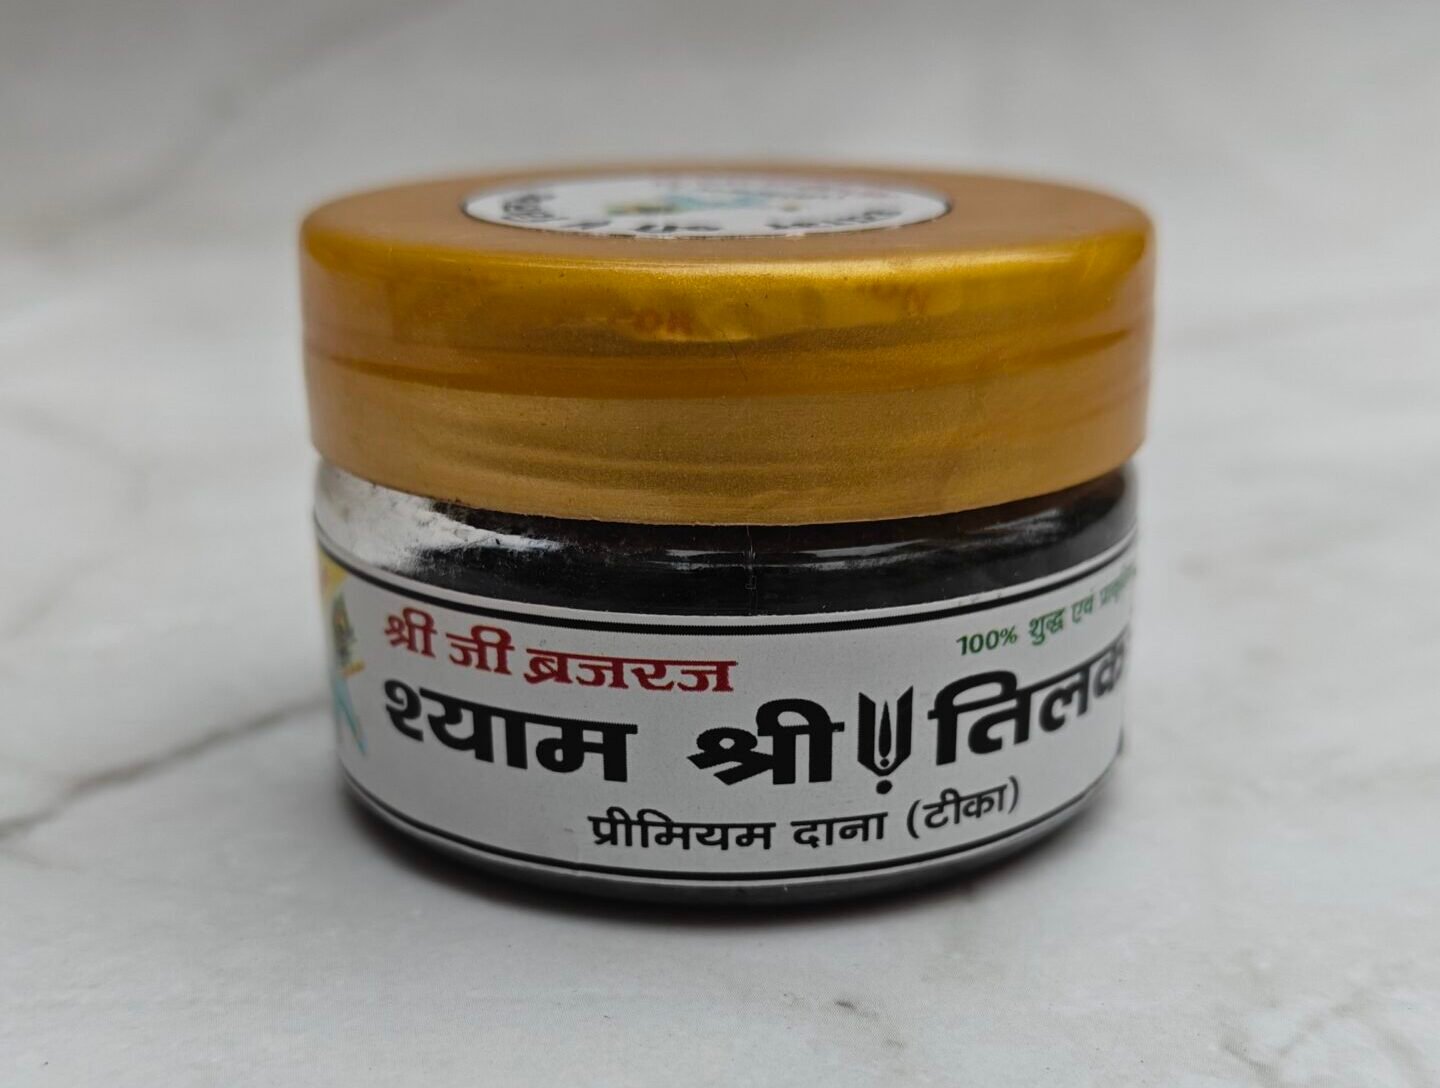 श्री जी ब्रजरज
100% शुद्ध एवं
श्याम श्री तिलक
प्रीमियम दाना (टीका)